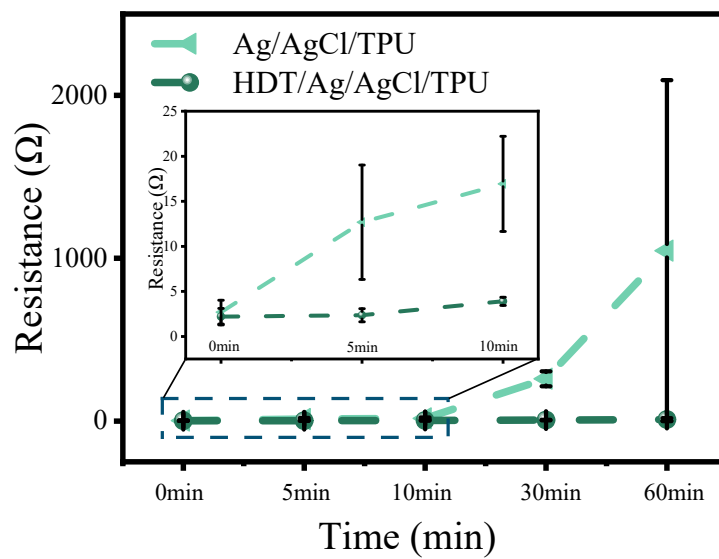 Ag/AgCl/TPU
HDT/Ag/AgCl/TPU
Resistance (Ω)
2000
1000
0
Resistance (Ω)
25
20
15
10
5
0
0min
5min
10min
0min
5min
10min
30min
60min
Time (min)